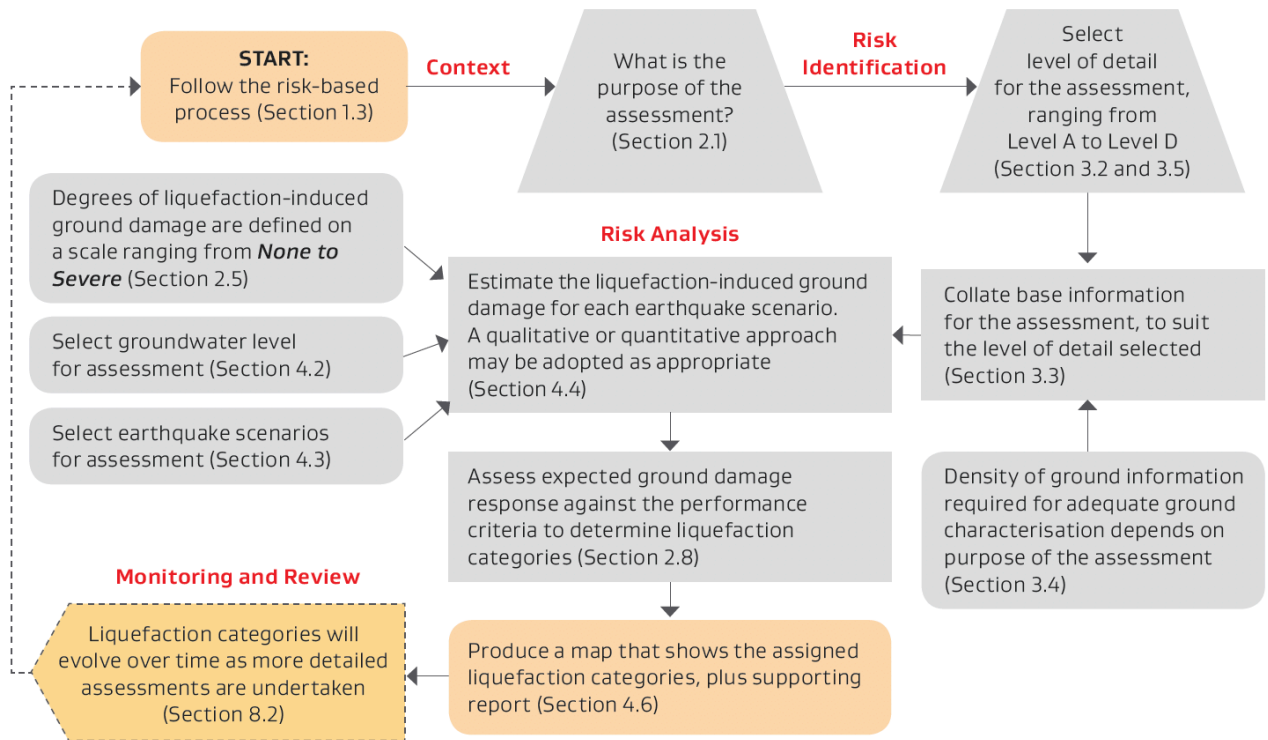 START:
Follow the risk-based
process (Section 1.3)
Context
What is the
purpose of the
assessment?
(Section 2.1)
Risk
Identification
Select
level of detail
for the assessment,
ranging from
Level A to Level D
(Section 3.2 and 3.5)
Degrees of liquefaction-induced
ground damage are defined on
a scale ranging from None to
Severe (Section 2.5)
Select groundwater level
for assessment (Section 4.2)
Select earthquake scenarios
for assessment (Section 4.3)
Risk Analysis
Estimate the liquefaction-induced ground
damage for each earthquake scenario.
A qualitative or quantitative approach
may be adopted as appropriate
(Section 4.4)
Collate base information
for the assessment, to suit
the level of detail selected
(Section 3.3)
Density of ground information
required for adequate ground
characterisation depends on
purpose of the assessment
(Section 3.4)
Assess expected ground damage
response against the performance
criteria to determine liquefaction
categories (Section 2.8)
Produce a map that shows the assigned
liquefaction categories, plus supporting
report (Section 4.6)
Monitoring and Review
Liquefaction categories will
evolve over time as more detailed
assessments are undertaken
(Section 8.2)